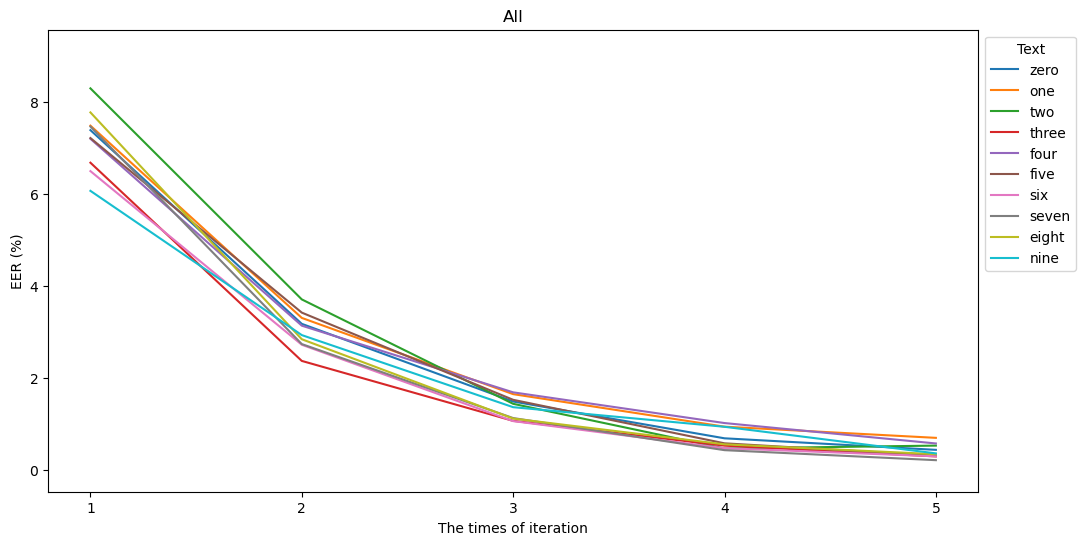 All
EER (%)
8
6
4
2
0
1 2 3 4 5
The times of iteration
Text
zero
one
two
three
four
five
six
seven
eight
nine